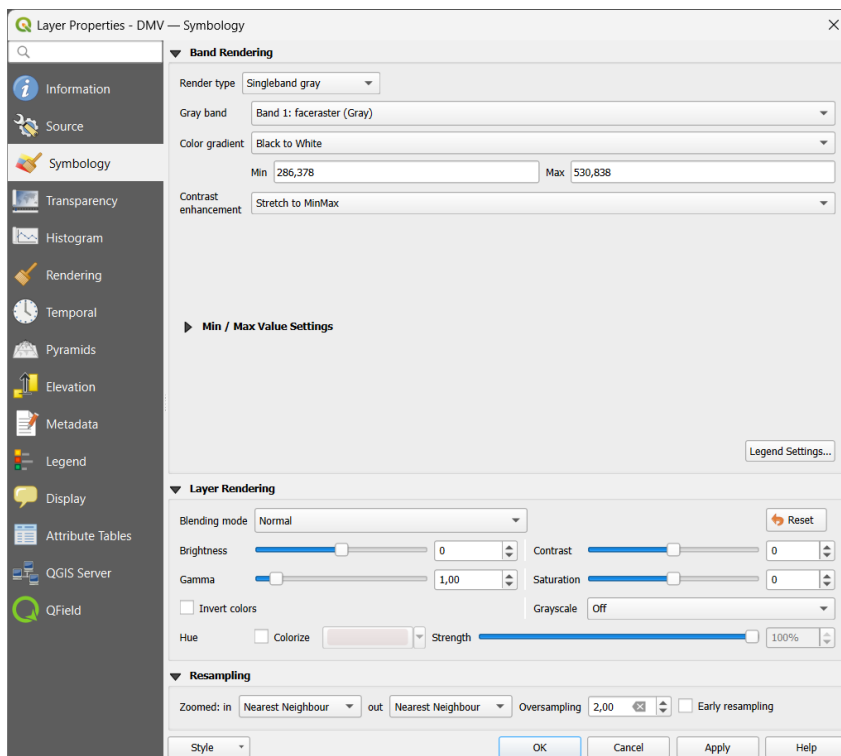 Layer Properties - DMV — Symbology
Information
Source
Symbology
Transparency
Histogram
Rendering
Temporal
Pyramids
Elevation
Metadata
Legend
Display
Attribute Tables
QGIS Server
QField
Band Rendering
Render type Singleband gray
Gray band Band 1: faceraster (Gray)
Color gradient Black to White
Min 286,378 Max 530,838
Contrast
enhancement Stretch to MinMax
Min / Max Value Settings
Legend Settings...
Layer Rendering
Blending mode Normal Reset
Brightness 0 Contrast 0
Gamma 1,00 Saturation 0
Invert colors Grayscale Off
Hue Colorize Strength 100%
Resampling
Zoomed: in Nearest Neighbour out Nearest Neighbour Oversampling 2,00 Early resampling
Style OK Cancel Apply Help